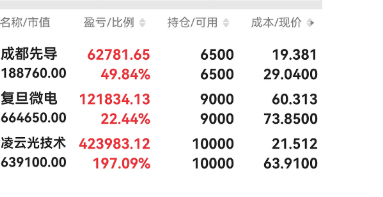 名称/市值 盈亏/比例 持仓/可用 成本/现价
成都先导 62781.65 6500 19.381
188760.00 49.84% 6500 29.0400
复旦微电 121834.13 9000 60.313
664650.00 22.44% 9000 73.8500
凌云光技术 423983.12 10000 21.512
639100.00 197.09% 10000 63.9100